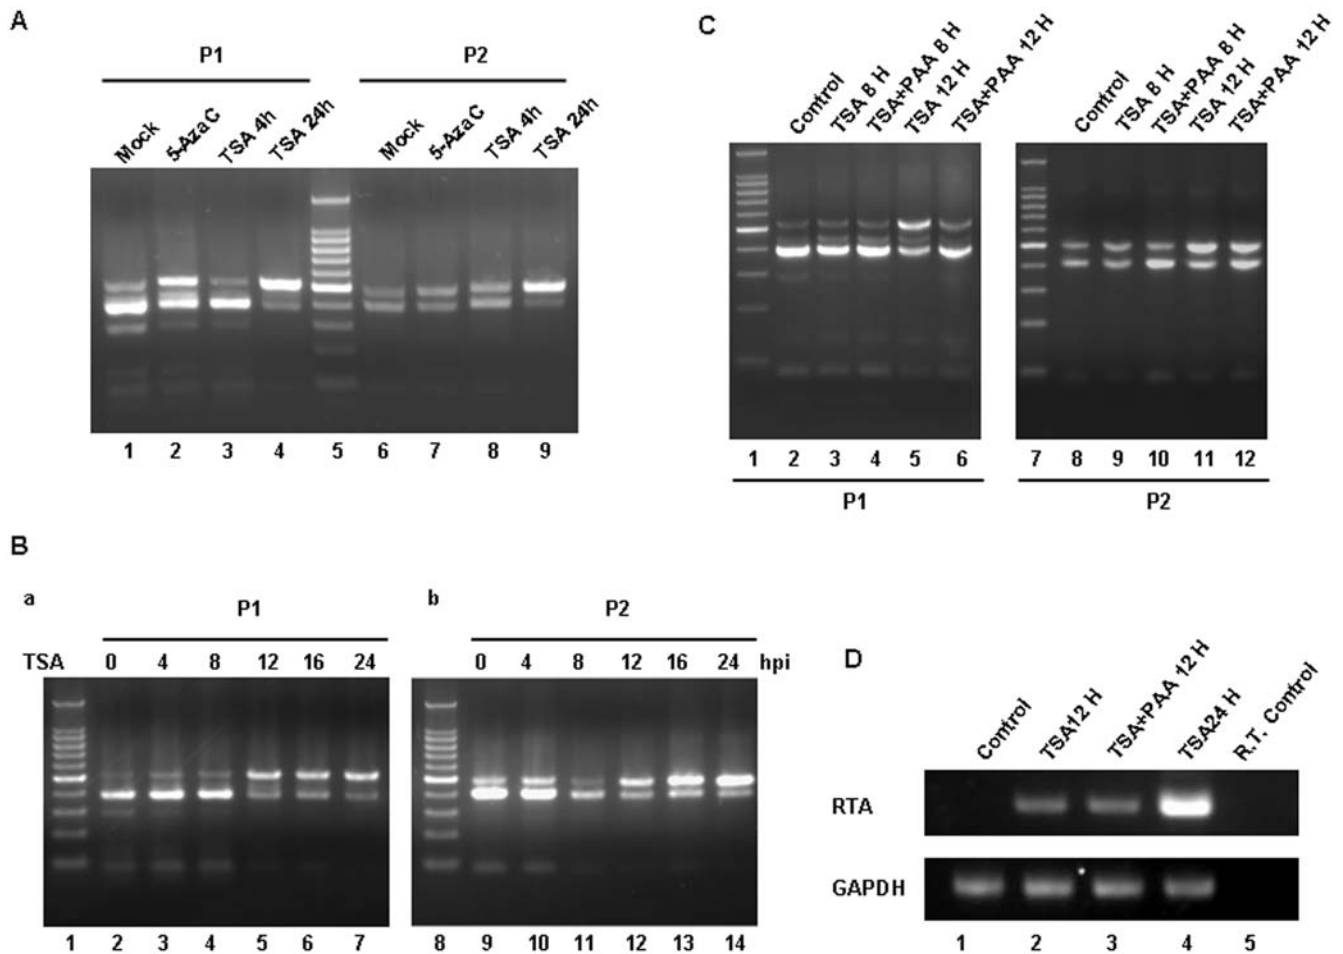 A
P1 P2
Mock 5-AzaC TSA 4h TSA 24h Mock 5-AzaC TSA 4h TSA 24h
1 2 3 4 5 6 7 8 9
C
Control TSA 8 H TSA+PAA 8 H TSA 12 H TSA+PAA 12 H Control TSA 8 H TSA+PAA 8 H TSA 12 H TSA+PAA 12 H
1 2 3 4 5 6 7 8 9 10 11 12
P1 P2
B
a b
P1 P2
TSA 0 4 8 12 16 24 0 4 8 12 16 24 hpi
1 2 3 4 5 6 7 8 9 10 11 12 13 14
D
Control TSA12 H TSA+PAA 12 H TSA24 H R.T. Control
RTA
GAPDH
1 2 3 4 5